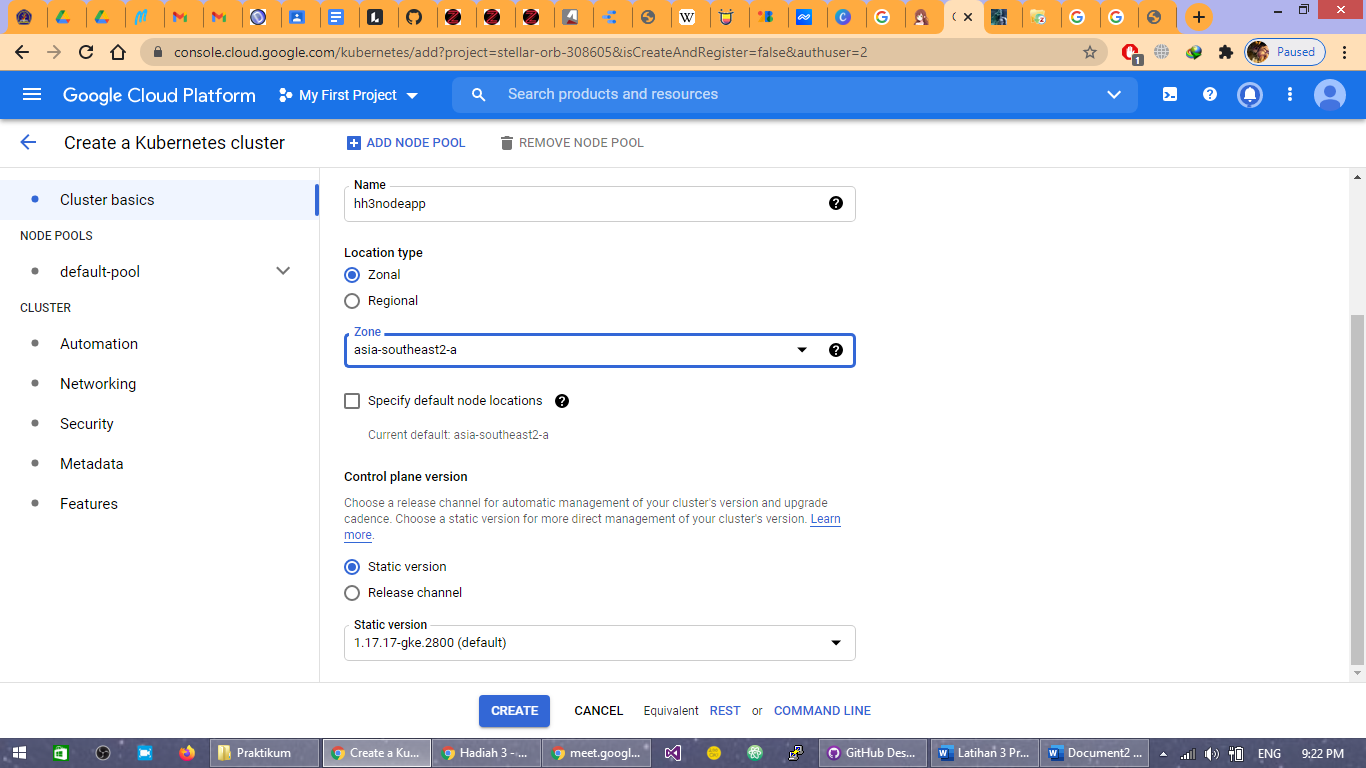 Paused
console.cloud.google.com/kubernetes/add?project=stellar-orb-308605&isCreateAndRegister=false&authuser=2
1
Google Cloud Platform
My First Project
Search products and resources
Create a Kubernetes cluster
ADD NODE POOL
REMOVE NODE POOL
Cluster basics
NODE POOLS
default-pool
CLUSTER
Automation
Networking
Security
Metadata
Features
Name
hh3nodeapp
Location type
Zonal
Regional
Zone
asia-southeast2-a
Specify default node locations
Current default: asia-southeast2-a
Control plane version
Choose a release channel for automatic management of your cluster's version and upgrade
cadence. Choose a static version for more direct management of your cluster's version. Learn
more.
Static version
Release channel
Static version
1.17.17-gke.2800 (default)
CREATE
CANCEL
Equivalent REST or COMMAND LINE
Praktikum
Create a Ku...
Hadiah 3 -...
meet.googl...
GitHub Des...
Latihan 3 Pr...
Document2 ...
ENG
9:22 PM